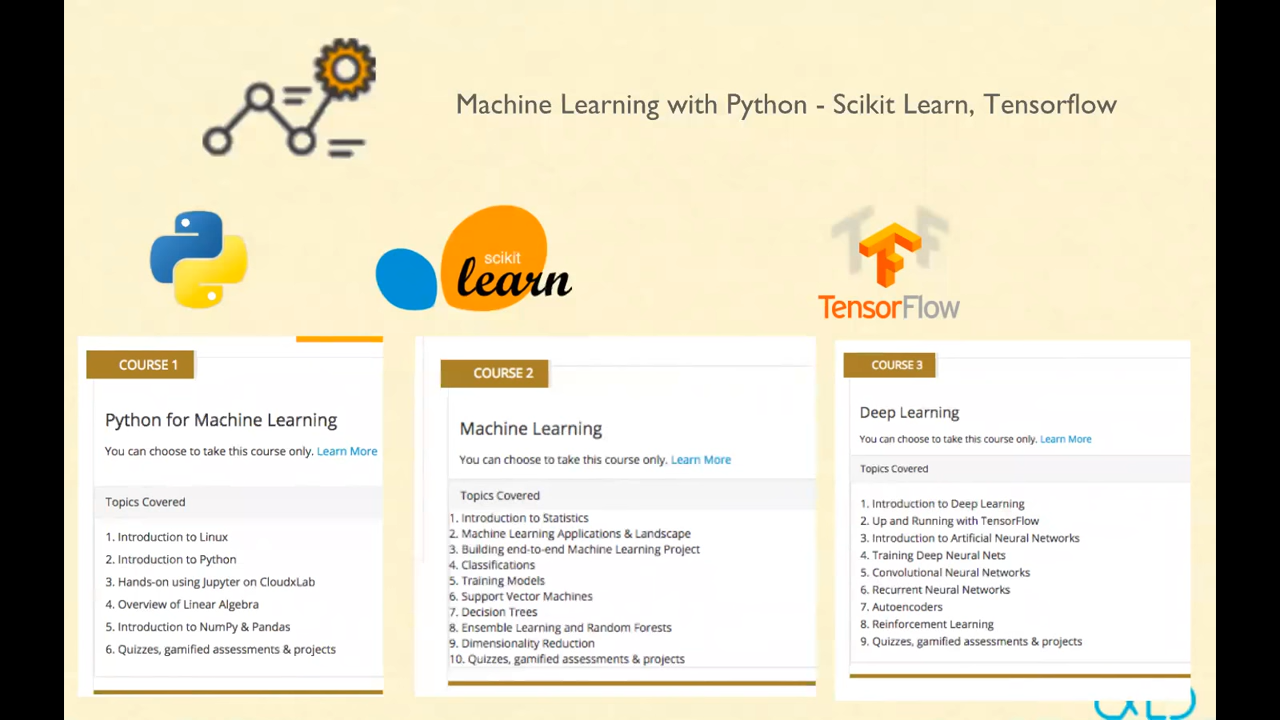 Machine Learning with Python - Scikit Learn, Tensorflow
scikit
learn
TensorFlow
COURSE 1
Python for Machine Learning
You can choose to take this course only. Learn More
Topics Covered
1. Introduction to Linux
2. Introduction to Python
3. Hands-on using Jupyter on CloudxLab
4. Overview of Linear Algebra
5. Introduction to NumPy & Pandas
6. Quizzes, gamified assessments & projects
COURSE 2
Machine Learning
You can choose to take this course only. Learn More
Topics Covered
1. Introduction to Statistics
2. Machine Learning Applications & Landscape
3. Building end-to-end Machine Learning Project
4. Classifications
5. Training Models
6. Support Vector Machines
7. Decision Trees
8. Ensemble Learning and Random Forests
9. Dimensionality Reduction
10. Quizzes, gamified assessments & projects
COURSE 3
Deep Learning
You can choose to take this course only. Learn More
Topics Covered
1. Introduction to Deep Learning
2. Up and Running with TensorFlow
3. Introduction to Artificial Neural Networks
4. Training Deep Neural Nets
5. Convolutional Neural Networks
6. Recurrent Neural Networks
7. Autoencoders
8. Reinforcement Learning
9. Quizzes, gamified assessments & projects